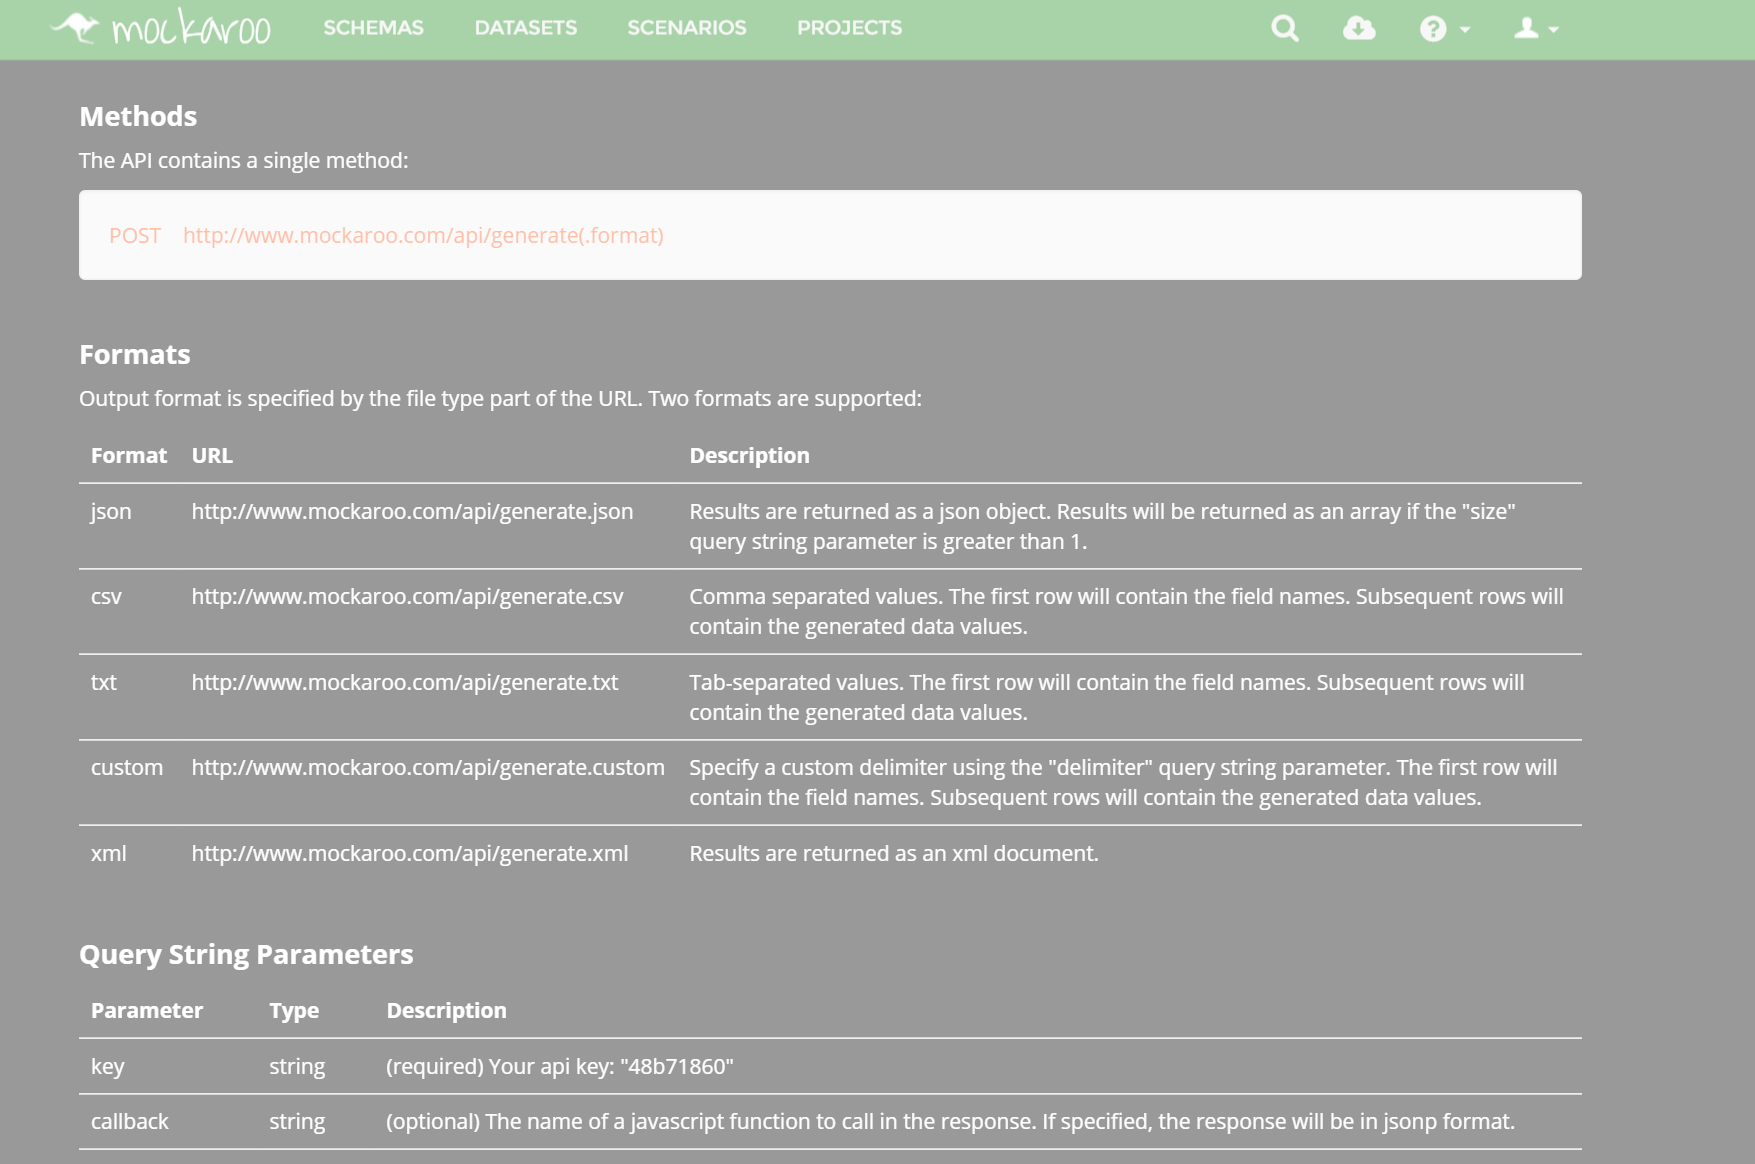 mockaroo SCHEMAS DATASETS SCENARIOS PROJECTS
Methods
The API contains a single method:
POST http://www.mockaroo.com/api/generate(.format)
Formats
Output format is specified by the file type part of the URL. Two formats are supported:
Format URL Description
json http://www.mockaroo.com/api/generate.json Results are returned as a json object. Results will be returned as an array if the "size"
query string parameter is greater than 1.
csv http://www.mockaroo.com/api/generate.csv Comma separated values. The first row will contain the field names. Subsequent rows will
contain the generated data values.
txt http://www.mockaroo.com/api/generate.txt Tab-separated values. The first row will contain the field names. Subsequent rows will
contain the generated data values.
custom http://www.mockaroo.com/api/generate.custom Specify a custom delimiter using the "delimiter" query string parameter. The first row will
contain the field names. Subsequent rows will contain the generated data values.
xml http://www.mockaroo.com/api/generate.xml Results are returned as an xml document.
Query String Parameters
Parameter Type Description
key string (required) Your api key: "48b71860"
callback string (optional) The name of a javascript function to call in the response. If specified, the response will be in jsonp format.